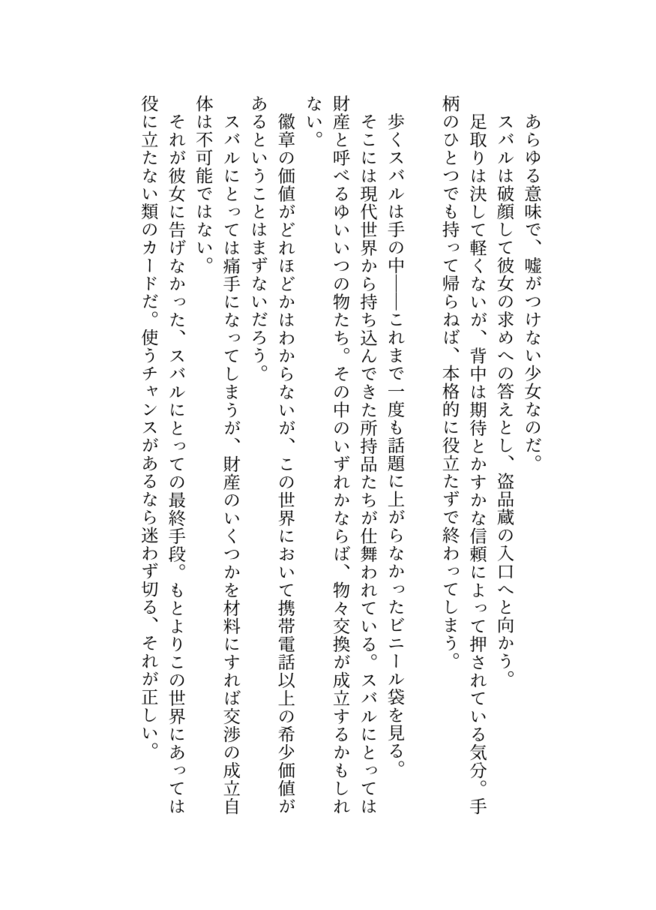 あらゆる意味で、嘘がつけない少女なのだ。
スバルは破顔して彼女の求めへの答えとし、盗品蔵の入口へと向かう。
足取りは決して軽くないが、背中は期待とかすかな信頼によって押されている気分。手
柄のひとつでも持って帰らねば、本格的に役立たずで終わってしまう。
歩くスバルは手の中――これまで一度も話題に上がらなかったビニール袋を見る。
そこには現代世界から持ち込んできた所持品たちが仕舞われている。スバルにとっては
財産と呼べるゆいいつの物たち。その中のいずれかならば、物々交換が成立するかもしれ
ない。
徽章の価値がどれほどかはわからないが、この世界において携帯電話以上の希少価値が
あるということはまずないだろう。
スバルにとっては痛手になってしまうが、財産のいくつかを材料にすれば交渉の成立自
体は不可能ではない。
それが彼女に告げなかった、スバルにとっての最終手段。もとよりこの世界にあっては
役に立たない類のカードだ。使うチャンスがあるなら迷わず切る、それが正しい。